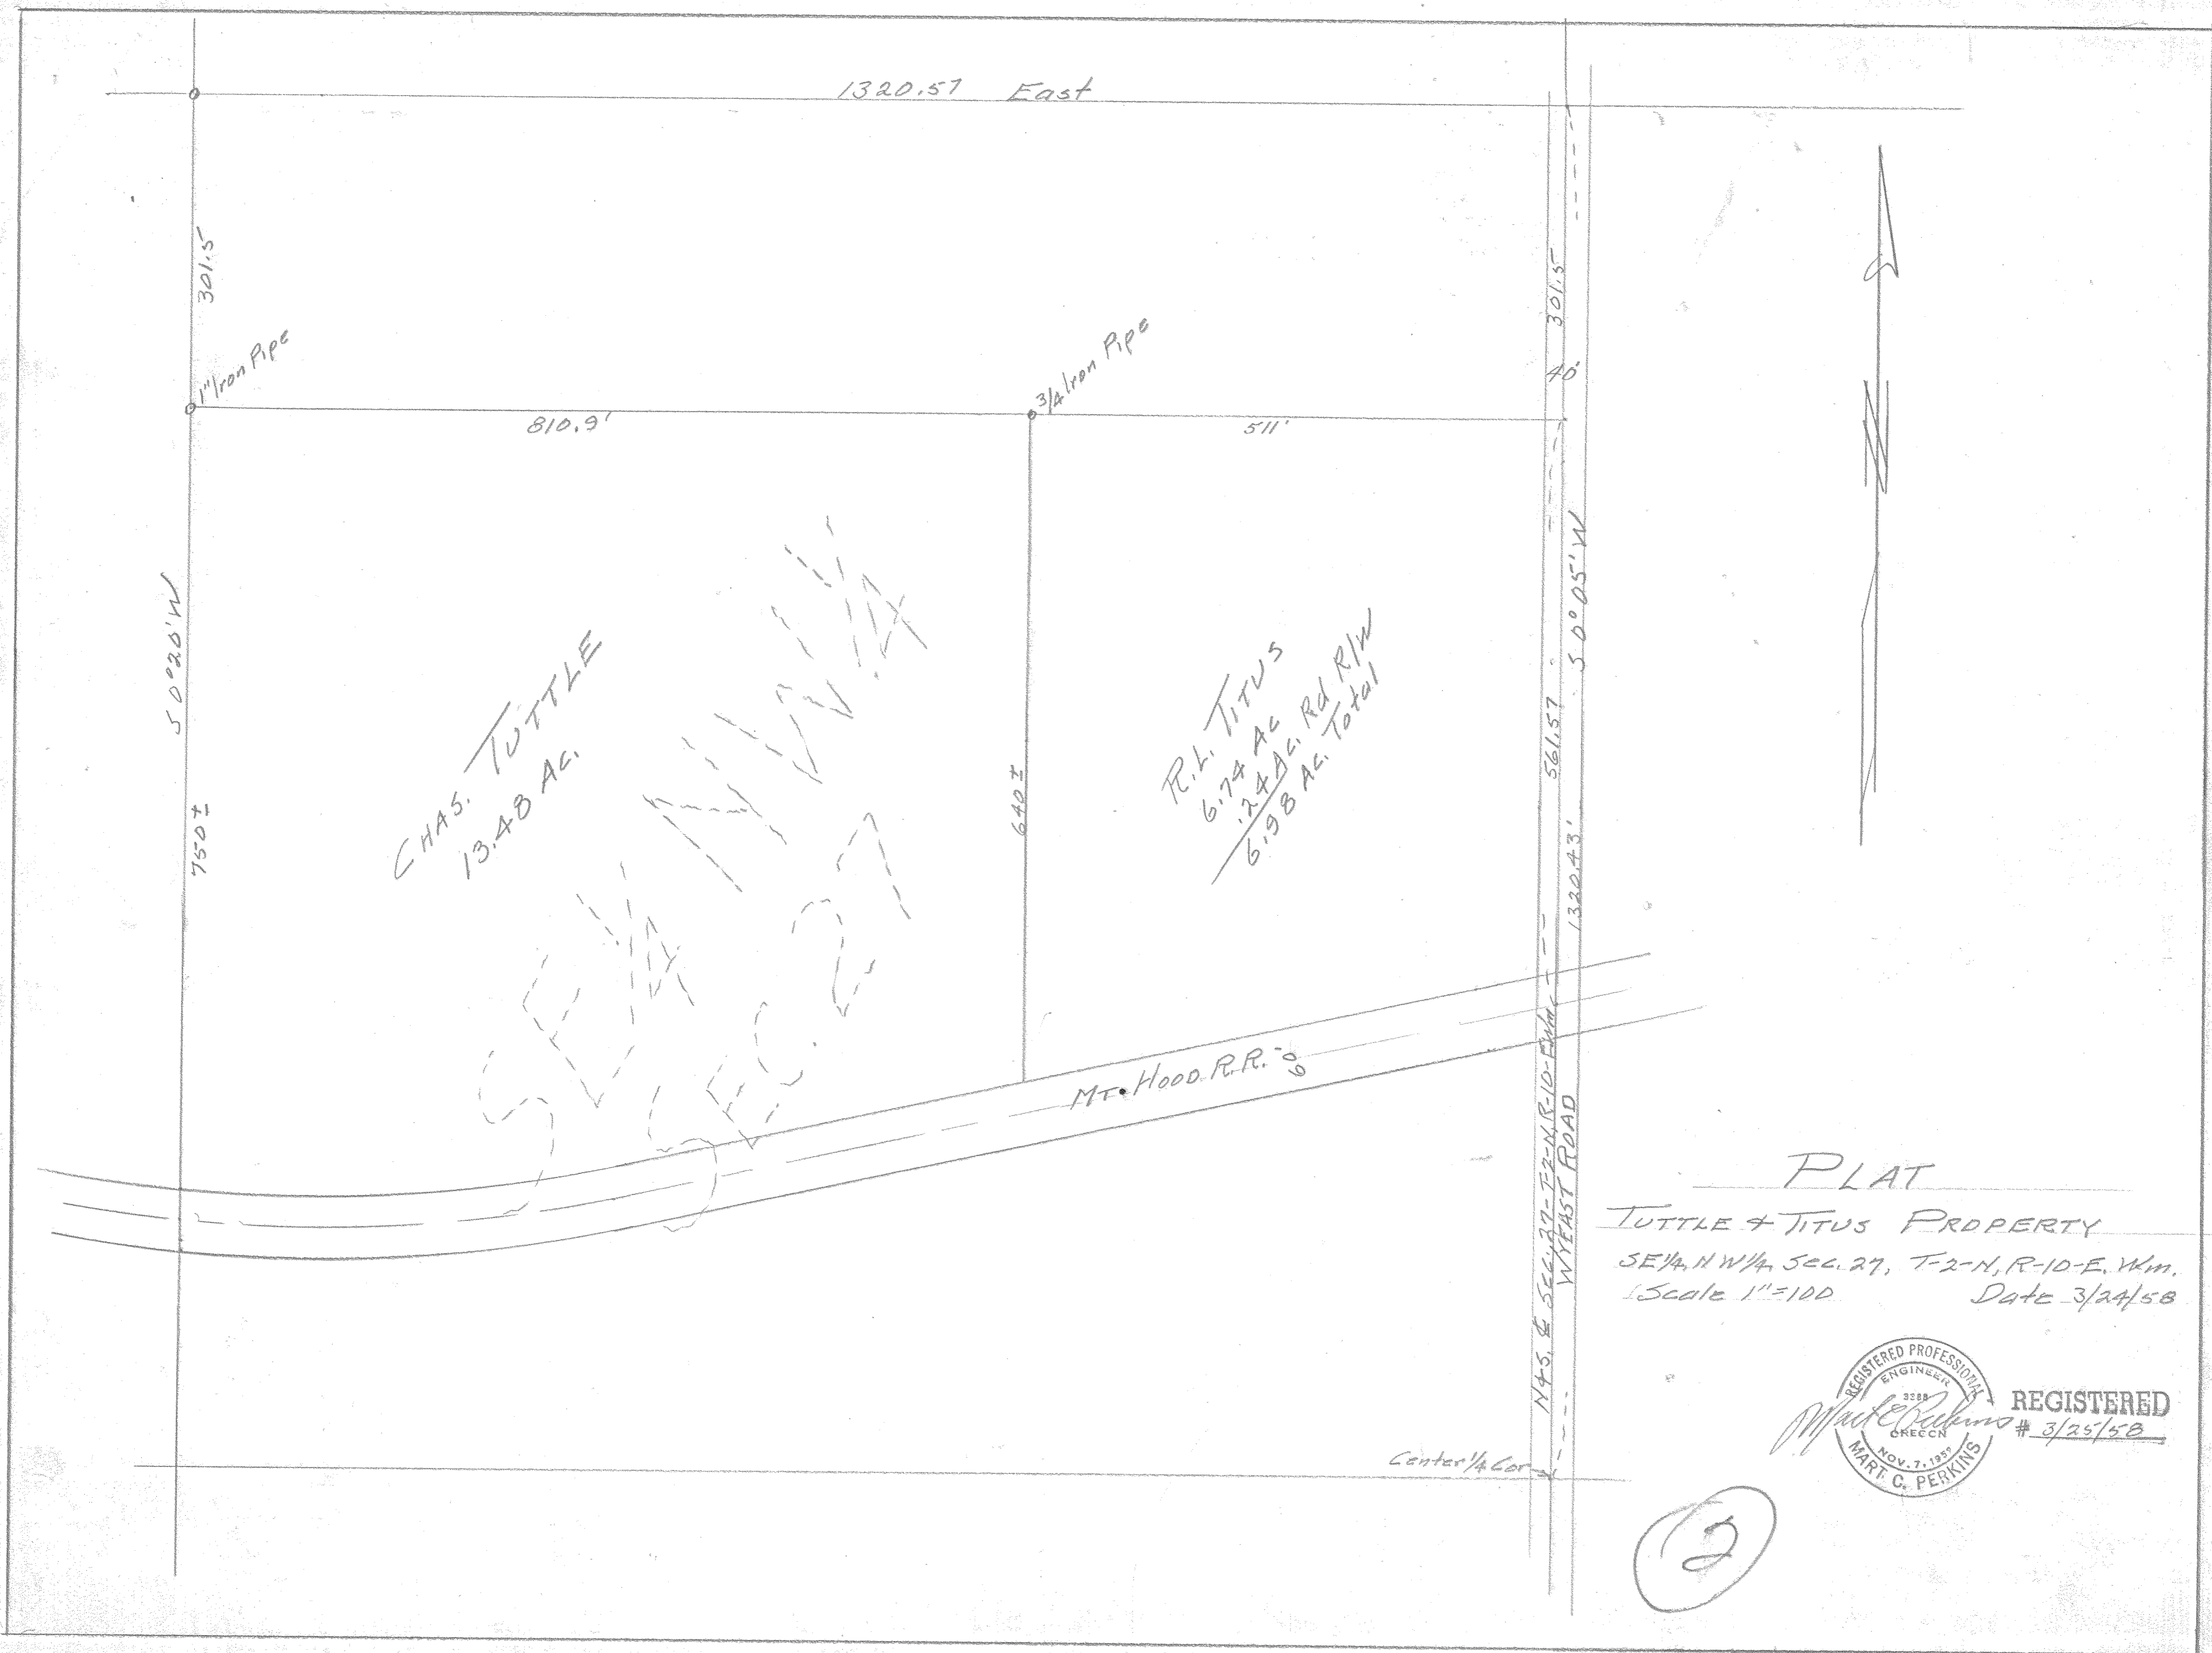 1320.57 East
301.5
301.5
40'
1" Iron Pipe
3/4 Iron Pipe
810.9'
511'
S 0°20' W
750 ±
CHAS. TUTTLE
13.48 Ac.
SE¼ NW¼
SEC. 27
640 ±
R.L. TITUS
6.74 Ac
.24 Ac. Rd R/W
6.98 Ac. Total
561.57
S 0° 05' W
1320.43'
MT. HOOD R.R. - 60'
N & S ℄ Sec. 27 - T-2-N, R-10-E Wm.
WYEAST ROAD
Center ¼ Cor
PLAT
TUTTLE & TITUS PROPERTY
SE¼, NW¼, Sec. 27, T-2-N, R-10-E. Wm.
Scale 1"=100 Date 3/24/58
REGISTERED PROFESSIONAL
ENGINEER
3288
OREGON
NOV. 7, 195
MART. C. PERKINS
REGISTERED
# 3/25/58
2